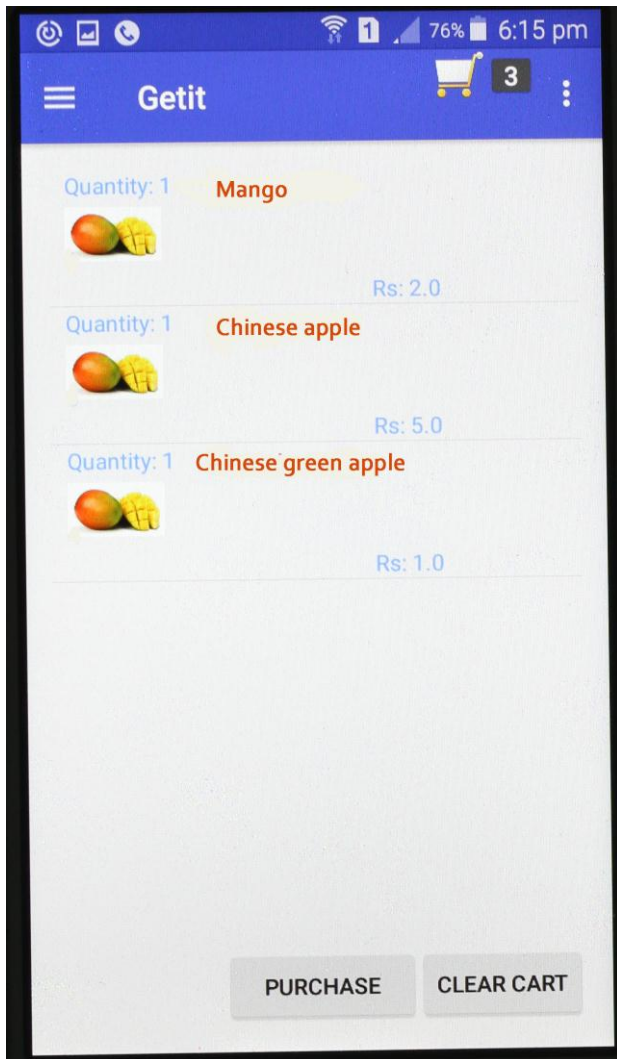 1 76% 6:15 pm
Getit 3
Quantity: 1 Mango
Rs: 2.0
Quantity: 1 Chinese apple
Rs: 5.0
Quantity: 1 Chinese green apple
Rs: 1.0
PURCHASE CLEAR CART